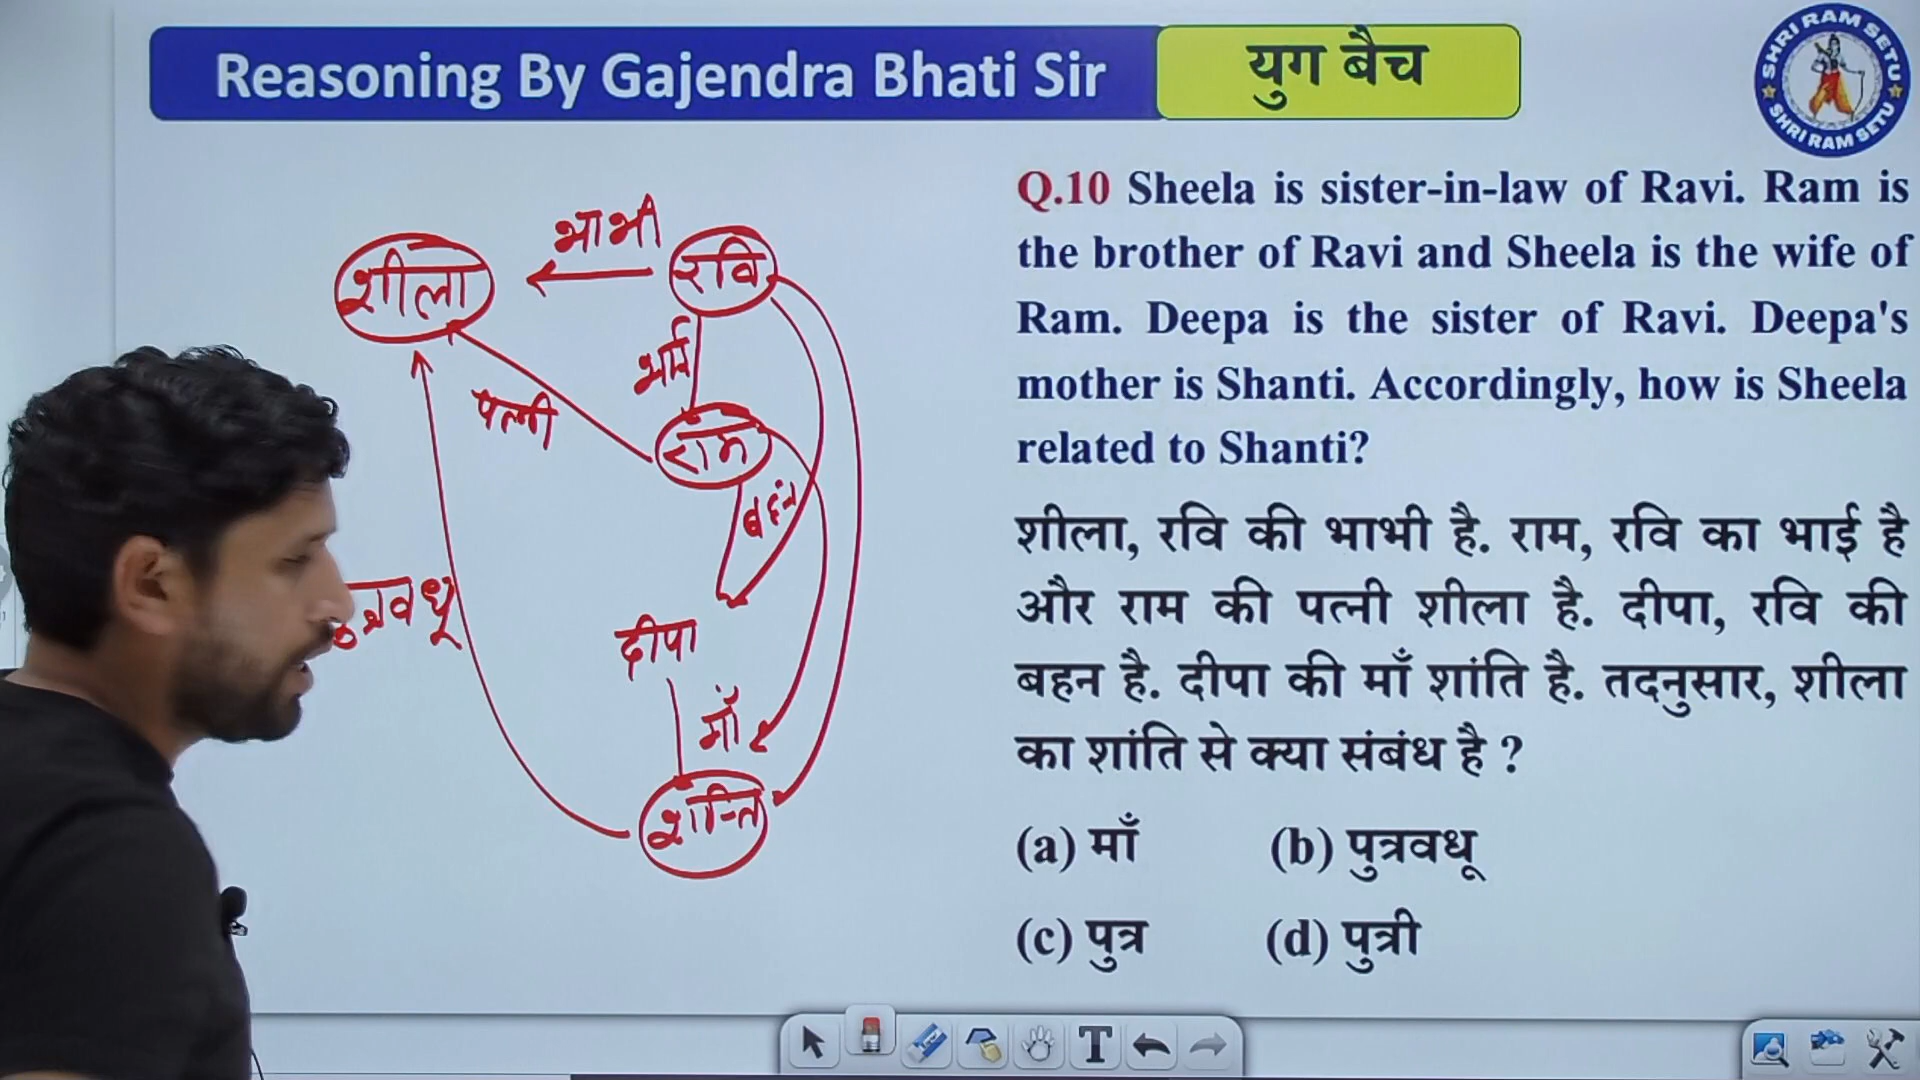 Reasoning By Gajendra Bhati Sir
युग बैच
SHRI RAM SETU
SHRI RAM SETU
Q.10 Sheela is sister-in-law of Ravi. Ram is
the brother of Ravi and Sheela is the wife of
Ram. Deepa is the sister of Ravi. Deepa's
mother is Shanti. Accordingly, how is Sheela
related to Shanti?
शीला, रवि की भाभी है. राम, रवि का भाई है
और राम की पत्नी शीला है. दीपा, रवि की
बहन है. दीपा की माँ शांति है. तदनुसार, शीला
का शांति से क्या संबंध है ?
(a) माँ (b) पुत्रवधू
(c) पुत्र (d) पुत्री
भाभी
शीला
रवि
भाई
पत्नी
राम
बहन
दीपा
माँ
शान्ति
T